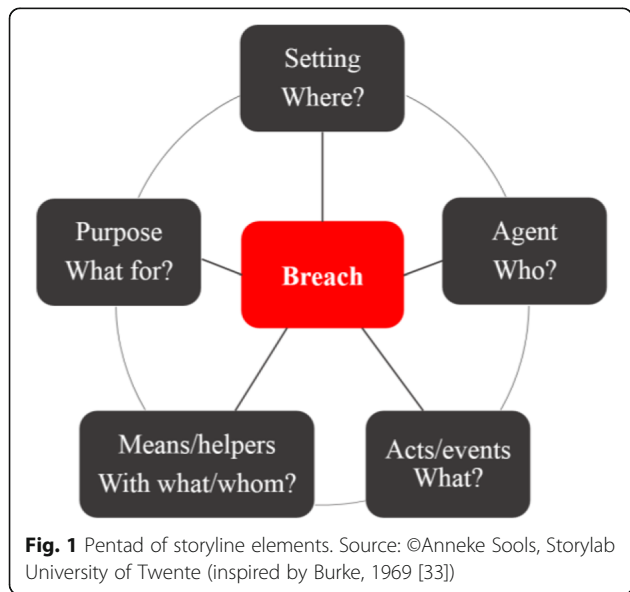 Setting
Where?
Purpose
What for?
Agent
Who?
Breach
Means/helpers
With what/whom?
Acts/events
What?
Fig. 1 Pentad of storyline elements. Source: ©Anneke Sools, Storylab
University of Twente (inspired by Burke, 1969 [33])